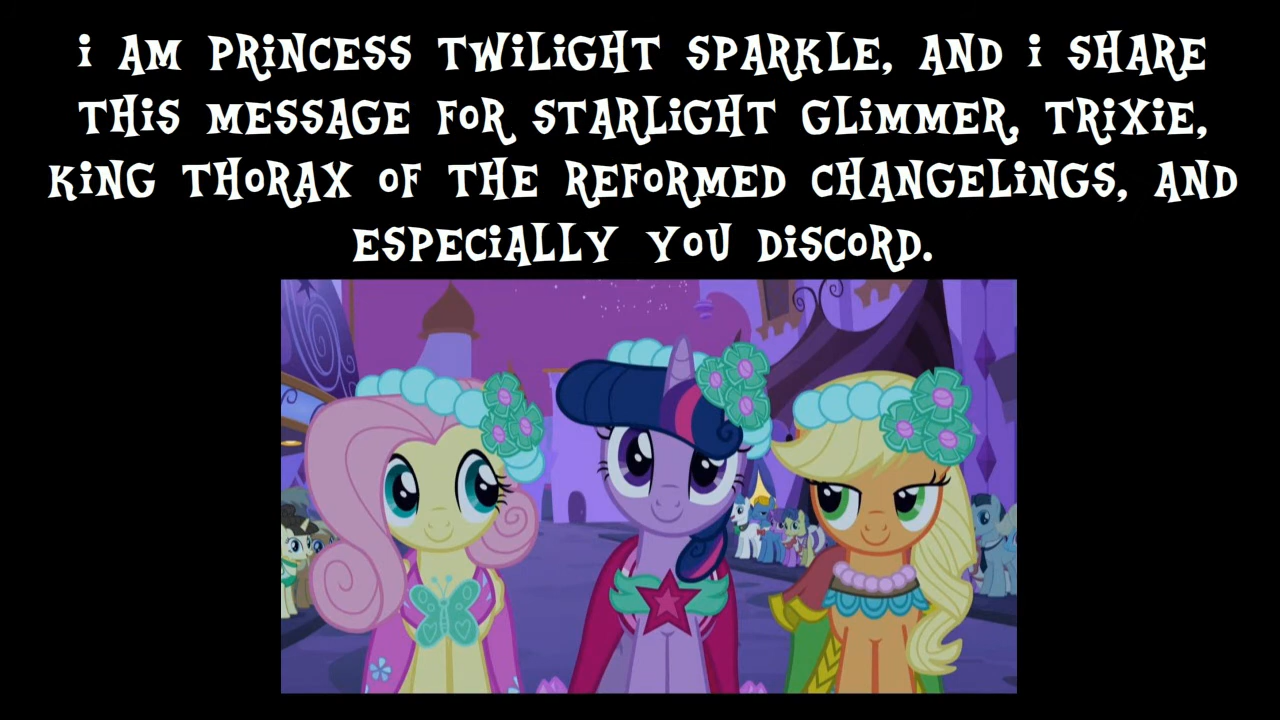 i AM PRiNCESS TWiLiGHT SPARKLE, AND i SHARE
THiS MESSAGE FoR STARLiGHT GLiMMER, TRiXiE,
KiNG THoRAX oF THE REFoRMED CHANGELiNGS, AND
ESPECiALLY YoU DiSCoRD.